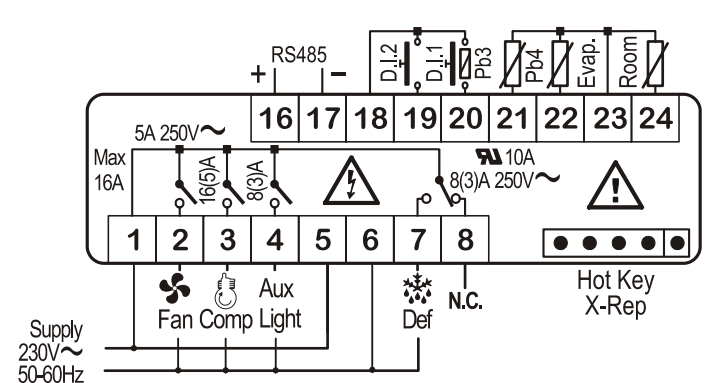 RS485
+ −
D.I.2
D.I.1
Pb3
Pb4
Evap.
Room
16 17 18 19 20 21 22 23 24
5A 250V~
Max
16A
16(5)A
8(3)A
10A
8(3)A 250V~
1 2 3 4 5 6 7 8
Fan Comp
Aux
Light
Def
N.C.
Hot Key
X-Rep
Supply
230V~
50-60Hz